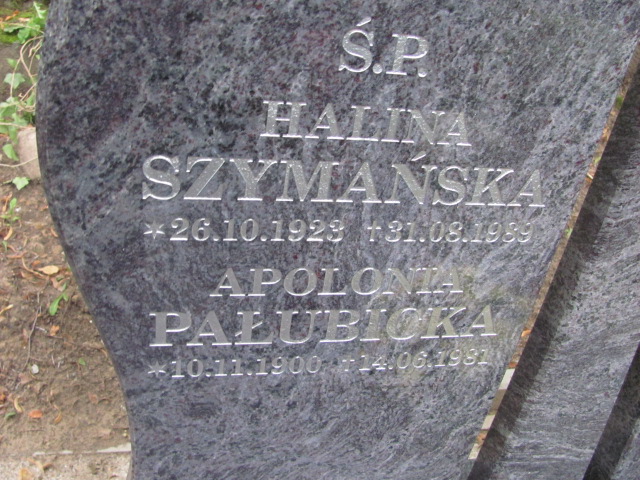 Ś.P.
HALINA
SZYMAŃSKA
*26.10.1923 †31.08.1989
APOLONIA
PAŁUBICKA
*10.11.1900 †14.06.1981